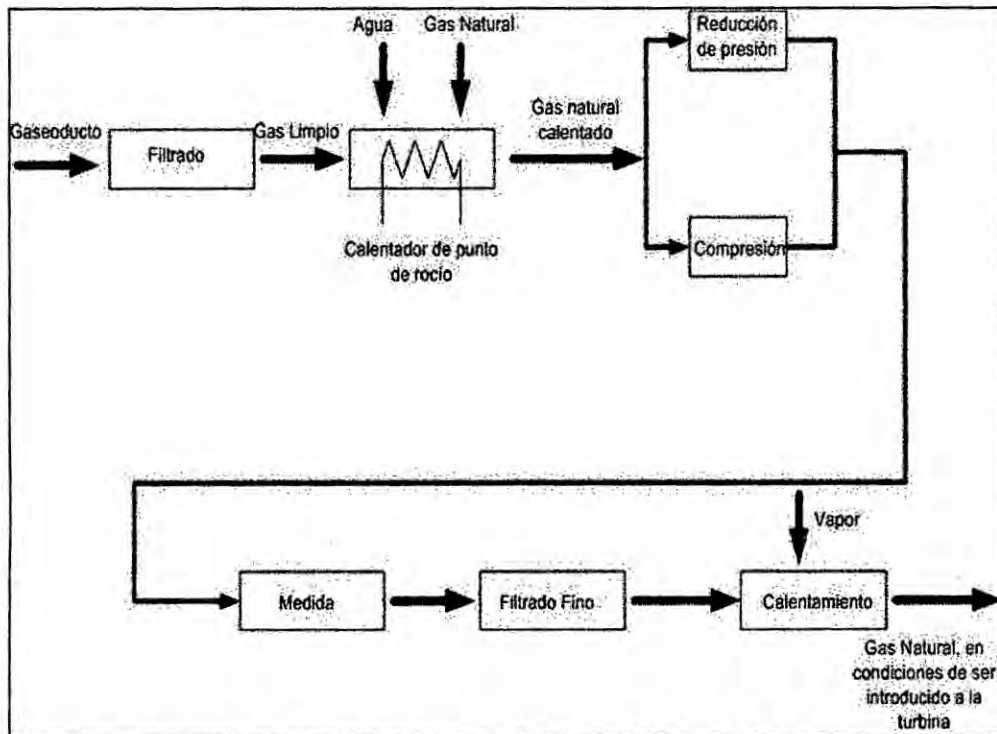 Agua
Gas Natural
Reducción
de presión
Gaseoducto
Filtrado
Gas Limpio
Gas natural
calentado
Calentador de punto
de rocío
Compresión
Vapor
Medida
Filtrado Fino
Calentamiento
Gas Natural, en
condiciones de ser
introducido a la
turbina